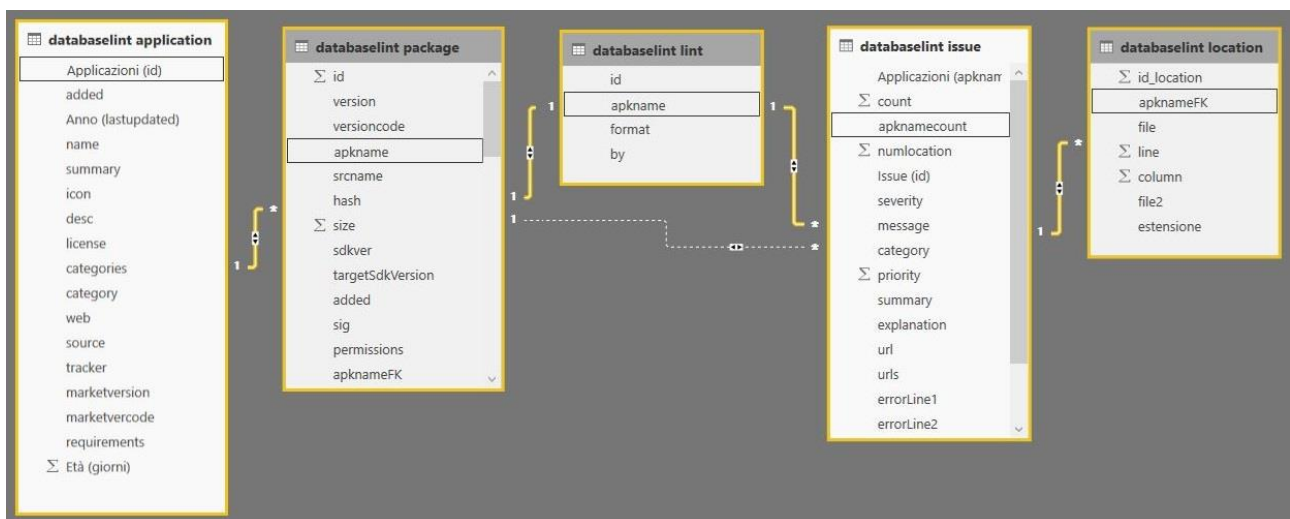 databaselint application
Applicazioni (id)
added
Anno (lastupdated)
name
summary
icon
desc
license
categories
category
web
source
tracker
marketversion
marketvercode
requirements
Σ Età (giorni)
1
*
databaselint package
Σ id
version
versioncode
apkname
srcname
hash
Σ size
sdkver
targetSdkVersion
added
sig
permissions
apknameFK
1
1
1
*
databaselint lint
id
apkname
format
by
1
*
databaselint issue
Applicazioni (apknam
Σ count
apknamecount
Σ numlocation
Issue (id)
severity
message
category
Σ priority
summary
explanation
url
urls
errorLine1
errorLine2
1
*
databaselint location
Σ id_location
apknameFK
file
Σ line
Σ column
file2
estensione